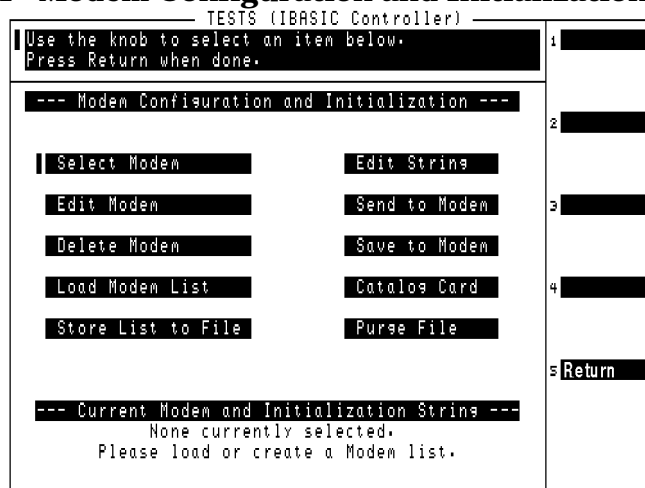 Modem Configuration and Initialization
TESTS (IBASIC Controller)
Use the knob to select an item below.
Press Return when done.
--- Modem Configuration and Initialization ---
Select Modem
Edit String
Edit Modem
Send to Modem
Delete Modem
Save to Modem
Load Modem List
Catalog Card
Store List to File
Purge File
--- Current Modem and Initialization String ---
None currently selected.
Please load or create a Modem list.
1
2
3
4
5 Return